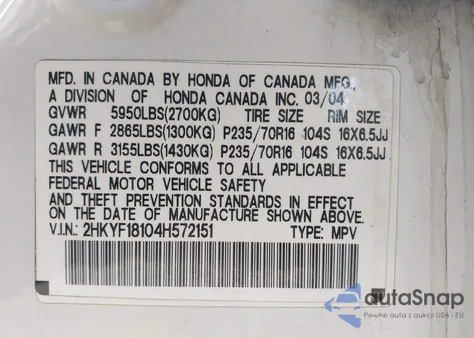 MFD. IN CANADA BY HONDA OF CANADA MFG.,
A DIVISION OF HONDA CANADA INC. 03/04
GVWR 5950LBS(2700KG) TIRE SIZE RIM SIZE
GAWR F 2865LBS(1300KG) P235/70R16 104S 16X6.5JJ
GAWR R 3155LBS(1430KG) P235/70R16 104S 16X6.5JJ
THIS VEHICLE CONFORMS TO ALL APPLICABLE
FEDERAL MOTOR VEHICLE SAFETY
AND THEFT PREVENTION STANDARDS IN EFFECT
ON THE DATE OF MANUFACTURE SHOWN ABOVE.
V.I.N.: 2HKYF18104H572151 TYPE: MPV
autaSnap
Pewne auta z aukcji USA i EU